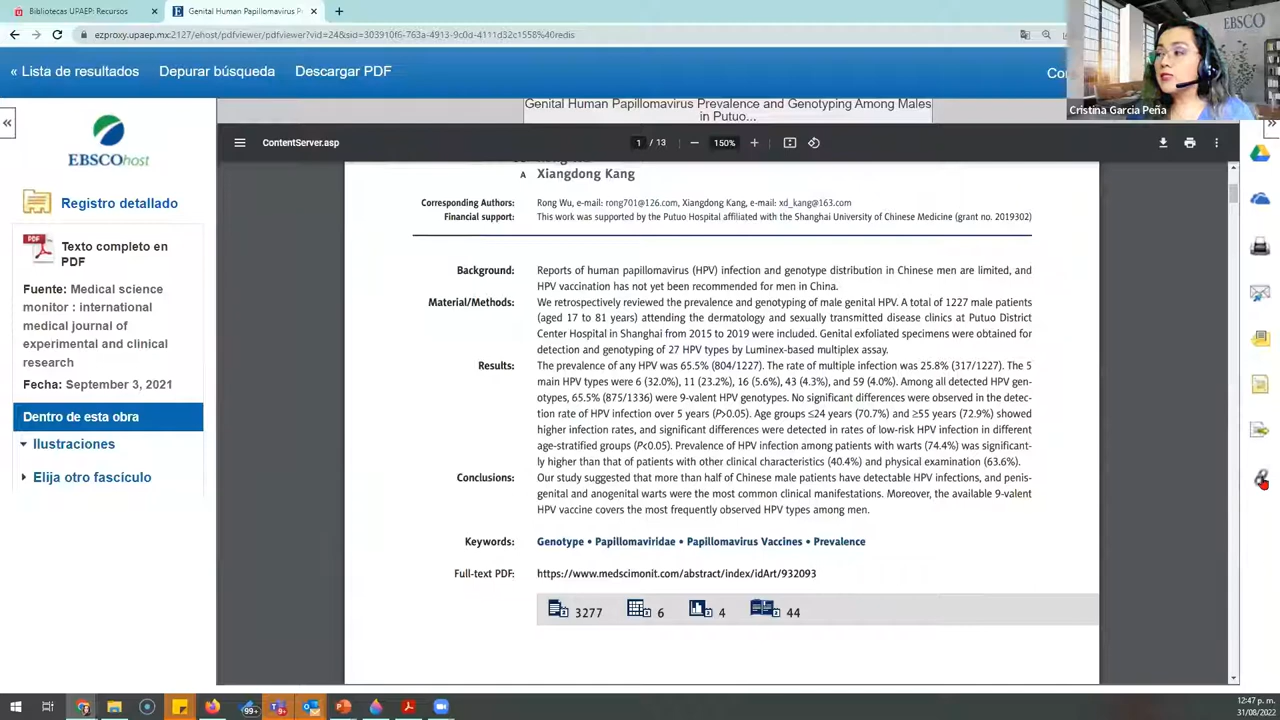 Bibliotecas UPAEP: Recursos
Genital Human Papillomavirus P
ezproxy.upaep.mx:2127/ehost/pdfviewer/pdfviewer?vid=24&sid=303910f6-763a-4913-9c0d-4111d32c1558%40redis
EBSCO
Cristina Garcia Peña
« Lista de resultados
Depurar búsqueda
Descargar PDF
Genital Human Papillomavirus Prevalence and Genotyping Among Males
in Putuo...
ContentServer.asp
1 / 13
150%
EBSCOhost
Registro detallado
Texto completo en
PDF
Fuente: Medical science
monitor : international
medical journal of
experimental and clinical
research
Fecha: September 3, 2021
Dentro de esta obra
Ilustraciones
Elija otro fascículo
A Xiangdong Kang
Corresponding Authors: Rong Wu, e-mail: rong701@126.com, Xiangdong Kang, e-mail: xd_kang@163.com
Financial support: This work was supported by the Putuo Hospital affiliated with the Shanghai University of Chinese Medicine (grant no. 2019302)
Background: Reports of human papillomavirus (HPV) infection and genotype distribution in Chinese men are limited, and
HPV vaccination has not yet been recommended for men in China.
Material/Methods: We retrospectively reviewed the prevalence and genotyping of male genital HPV. A total of 1227 male patients
(aged 17 to 81 years) attending the dermatology and sexually transmitted disease clinics at Putuo District
Center Hospital in Shanghai from 2015 to 2019 were included. Genital exfoliated specimens were obtained for
detection and genotyping of 27 HPV types by Luminex-based multiplex assay.
Results: The prevalence of any HPV was 65.5% (804/1227). The rate of multiple infection was 25.8% (317/1227). The 5
main HPV types were 6 (32.0%), 11 (23.2%), 16 (5.6%), 43 (4.3%), and 59 (4.0%). Among all detected HPV gen-
otypes, 65.5% (875/1336) were 9-valent HPV genotypes. No significant differences were observed in the detec-
tion rate of HPV infection over 5 years (P>0.05). Age groups ≤24 years (70.7%) and ≥55 years (72.9%) showed
higher infection rates, and significant differences were detected in rates of low-risk HPV infection in different
age-stratified groups (P<0.05). Prevalence of HPV infection among patients with warts (74.4%) was significant-
ly higher than that of patients with other clinical characteristics (40.4%) and physical examination (63.6%).
Conclusions: Our study suggested that more than half of Chinese male patients have detectable HPV infections, and penis-
genital and anogenital warts were the most common clinical manifestations. Moreover, the available 9-valent
HPV vaccine covers the most frequently observed HPV types among men.
Keywords: Genotype • Papillomaviridae • Papillomavirus Vaccines • Prevalence
Full-text PDF: https://www.medscimonit.com/abstract/index/idArt/932093
3277 6 4 44
99+
12:47 p. m.
31/08/2022